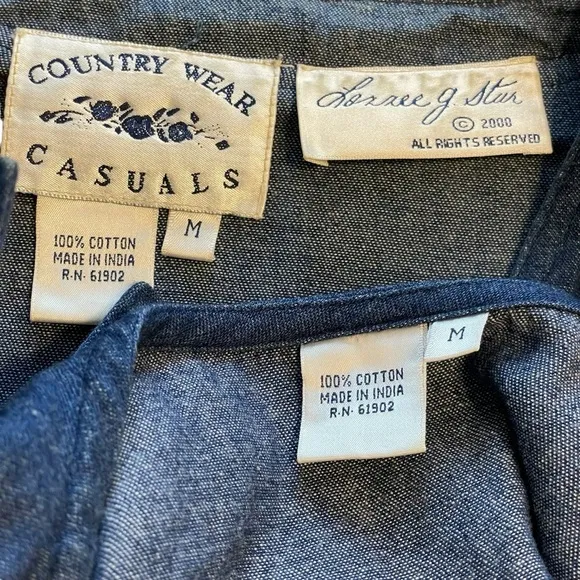 COUNTRY WEAR
CASUALS
Lorree g. Star
© 2000
ALL RIGHTS RESERVED
M
100% COTTON
MADE IN INDIA
R·N· 61902
M
100% COTTON
MADE IN INDIA
R·N· 61902